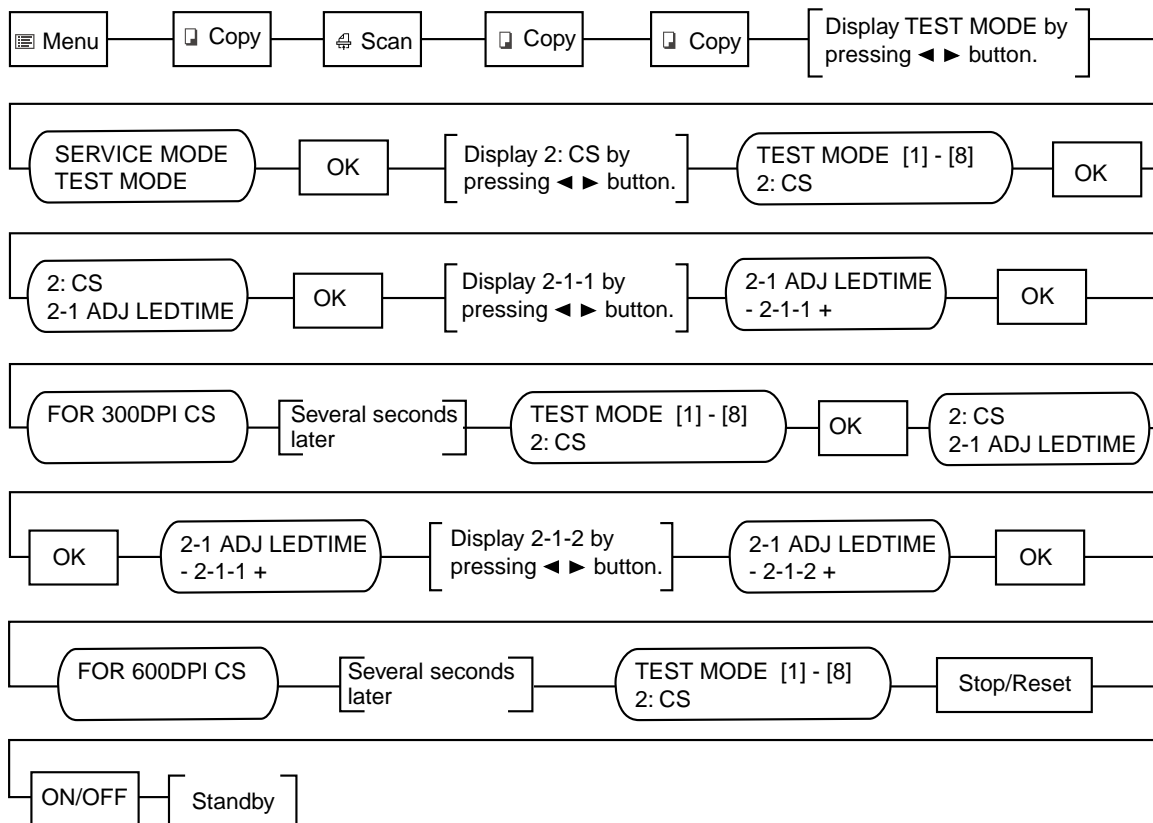 Menu
Copy
Scan
Copy
Copy
Display TEST MODE by
pressing ◄ ► button.
SERVICE MODE
TEST MODE
OK
Display 2: CS by
pressing ◄ ► button.
TEST MODE [1] - [8]
2: CS
OK
2: CS
2-1 ADJ LEDTIME
OK
Display 2-1-1 by
pressing ◄ ► button.
2-1 ADJ LEDTIME
- 2-1-1 +
OK
FOR 300DPI CS
Several seconds
later
TEST MODE [1] - [8]
2: CS
OK
2: CS
2-1 ADJ LEDTIME
OK
2-1 ADJ LEDTIME
- 2-1-1 +
Display 2-1-2 by
pressing ◄ ► button.
2-1 ADJ LEDTIME
- 2-1-2 +
OK
FOR 600DPI CS
Several seconds
later
TEST MODE [1] - [8]
2: CS
Stop/Reset
ON/OFF
Standby